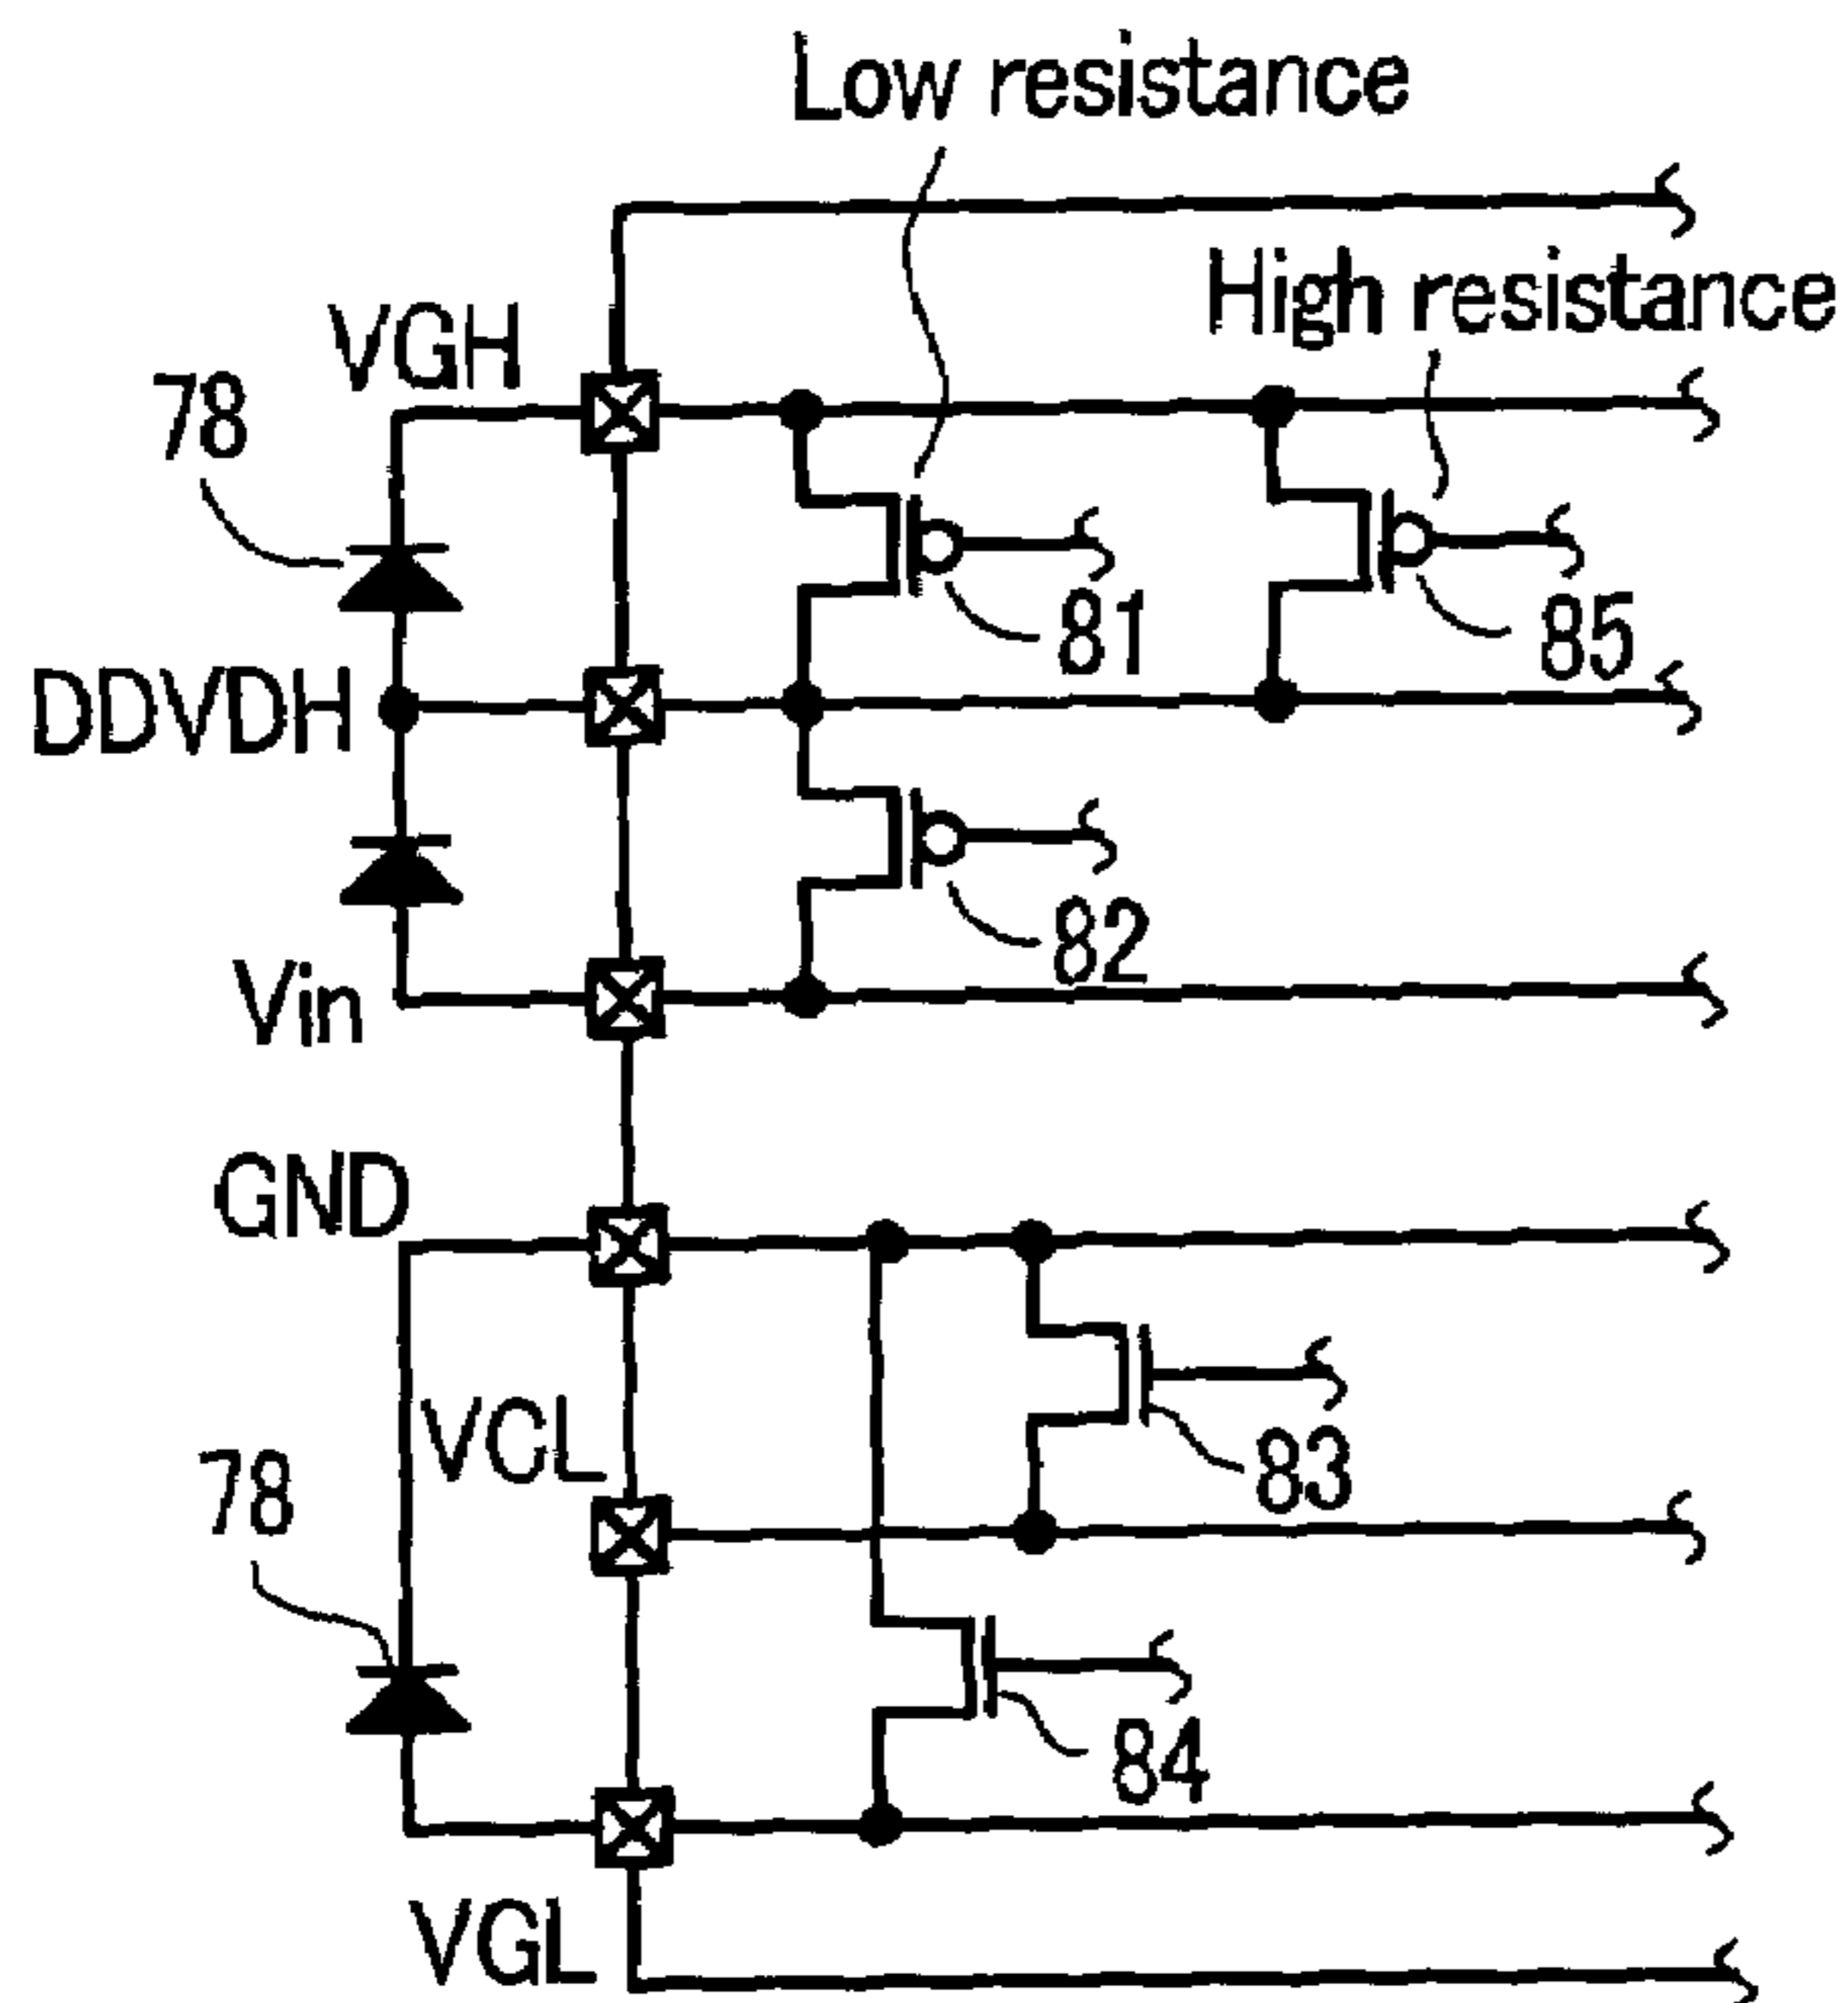 Low resistance
High resistance
VGH
78
81
85
DDVDH
82
Vin
GND
VCL
83
78
84
VGL